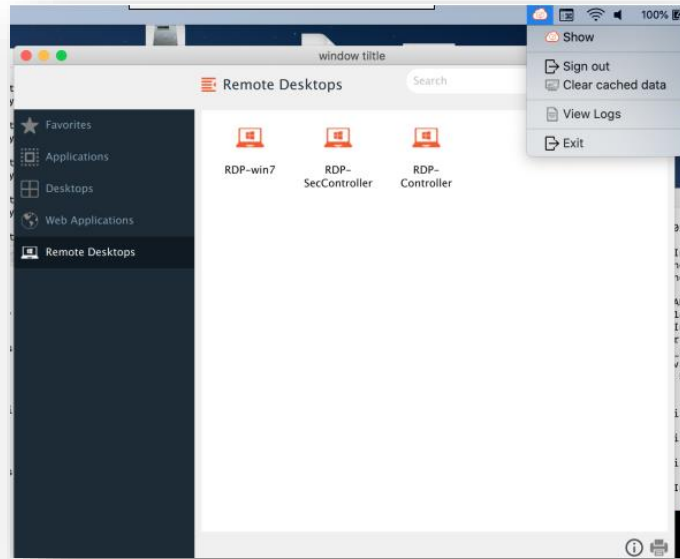 100%
Show
Sign out
Clear cached data
View Logs
Exit
window tiltle
Remote Desktops
Search
Favorites
Applications
Desktops
Web Applications
Remote Desktops
RDP-win7
RDP-
SecController
RDP-
Controller